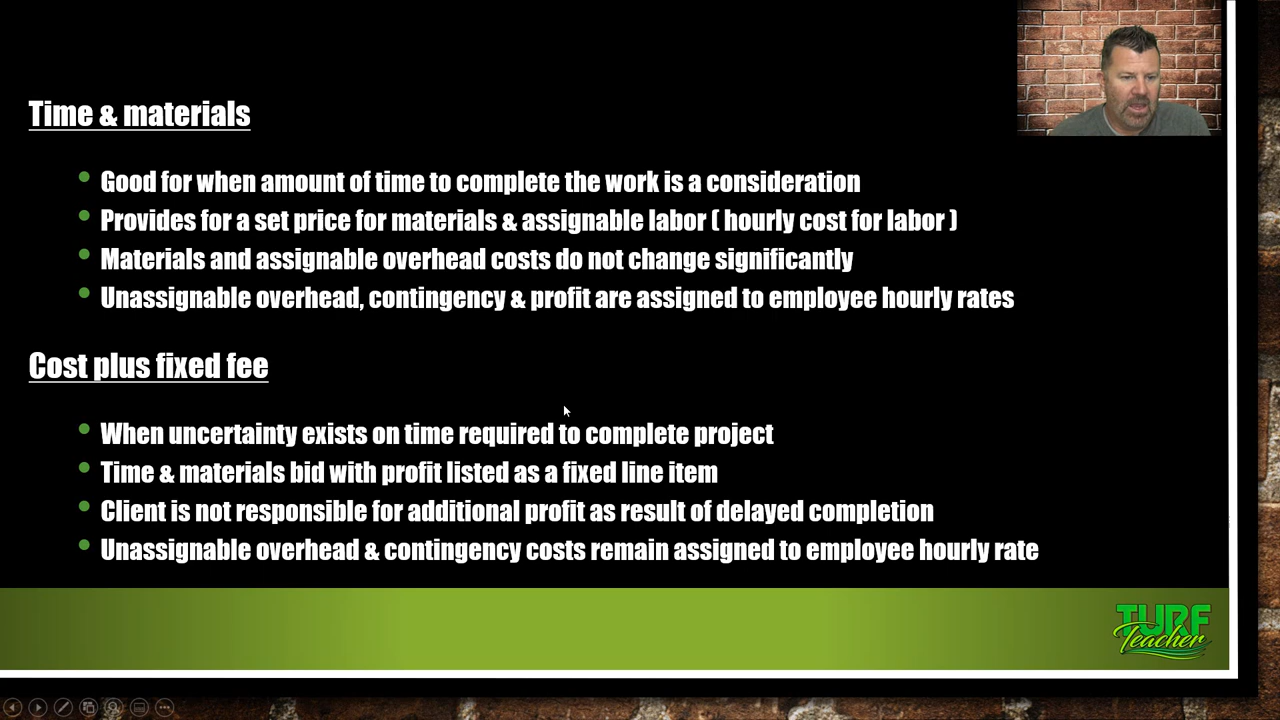 Time & materials
Good for when amount of time to complete the work is a consideration
Provides for a set price for materials & assignable labor ( hourly cost for labor )
Materials and assignable overhead costs do not change significantly
Unassignable overhead, contingency & profit are assigned to employee hourly rates
Cost plus fixed fee
When uncertainty exists on time required to complete project
Time & materials bid with profit listed as a fixed line item
Client is not responsible for additional profit as result of delayed completion
Unassignable overhead & contingency costs remain assigned to employee hourly rate
TURF
Teacher